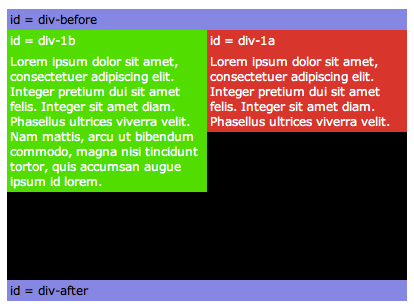 id = div-before
id = div-1b
Lorem ipsum dolor sit amet,
consectetuer adipiscing elit.
Integer pretium dui sit amet
felis. Integer sit amet diam.
Phasellus ultrices viverra velit.
Nam mattis, arcu ut bibendum
commodo, magna nisi tincidunt
tortor, quis accumsan augue
ipsum id lorem.
id = div-1a
Lorem ipsum dolor sit amet,
consectetuer adipiscing elit.
Integer pretium dui sit amet
felis. Integer sit amet diam.
Phasellus ultrices viverra velit.
id = div-after